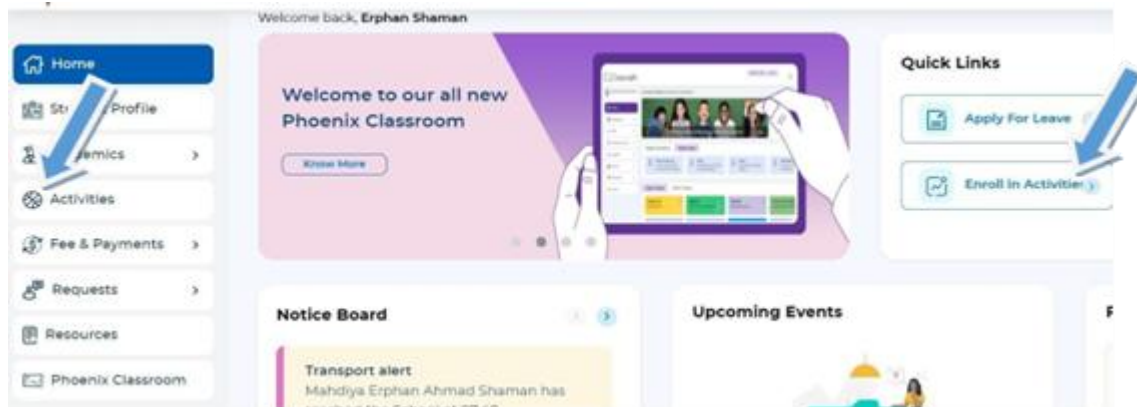 Welcome back, Erphan Shaman
Home
Profile
Activities
Fee & Payments
Requests
Resources
Phoenix Classroom
Welcome to our all new
Phoenix Classroom
Know More
Quick Links
Apply For Leave
Enroll in Activities
Notice Board
Transport alert
Mahdiya Erphan Ahmad Shaman has
Upcoming Events